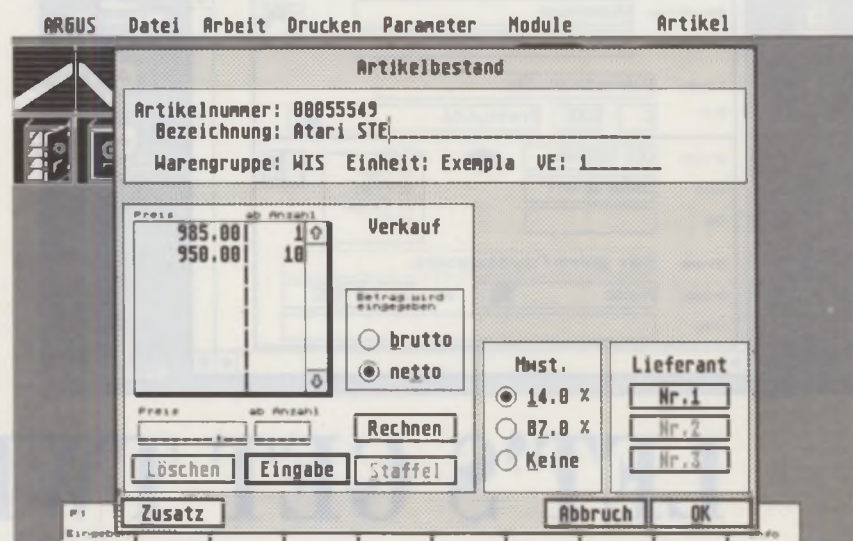 ARGUS Datei Arbeit Drucken Parameter Module Artikel
Artikelbestand
Artikelnummer: 00055549
Bezeichnung: Atari STE
Warengruppe: WIS Einheit: Exempla VE: 1
Preis ab Anzahl
985.00 1
950.00 10
Verkauf
Betrag wird
eingegeben
brutto
netto
Preis ab Anzahl
Rechnen
Löschen Eingabe Staffel
Mwst.
14.0 %
07.0 %
Keine
Lieferant
Nr.1
Nr.2
Nr.3
Zusatz Abbruch OK
F1